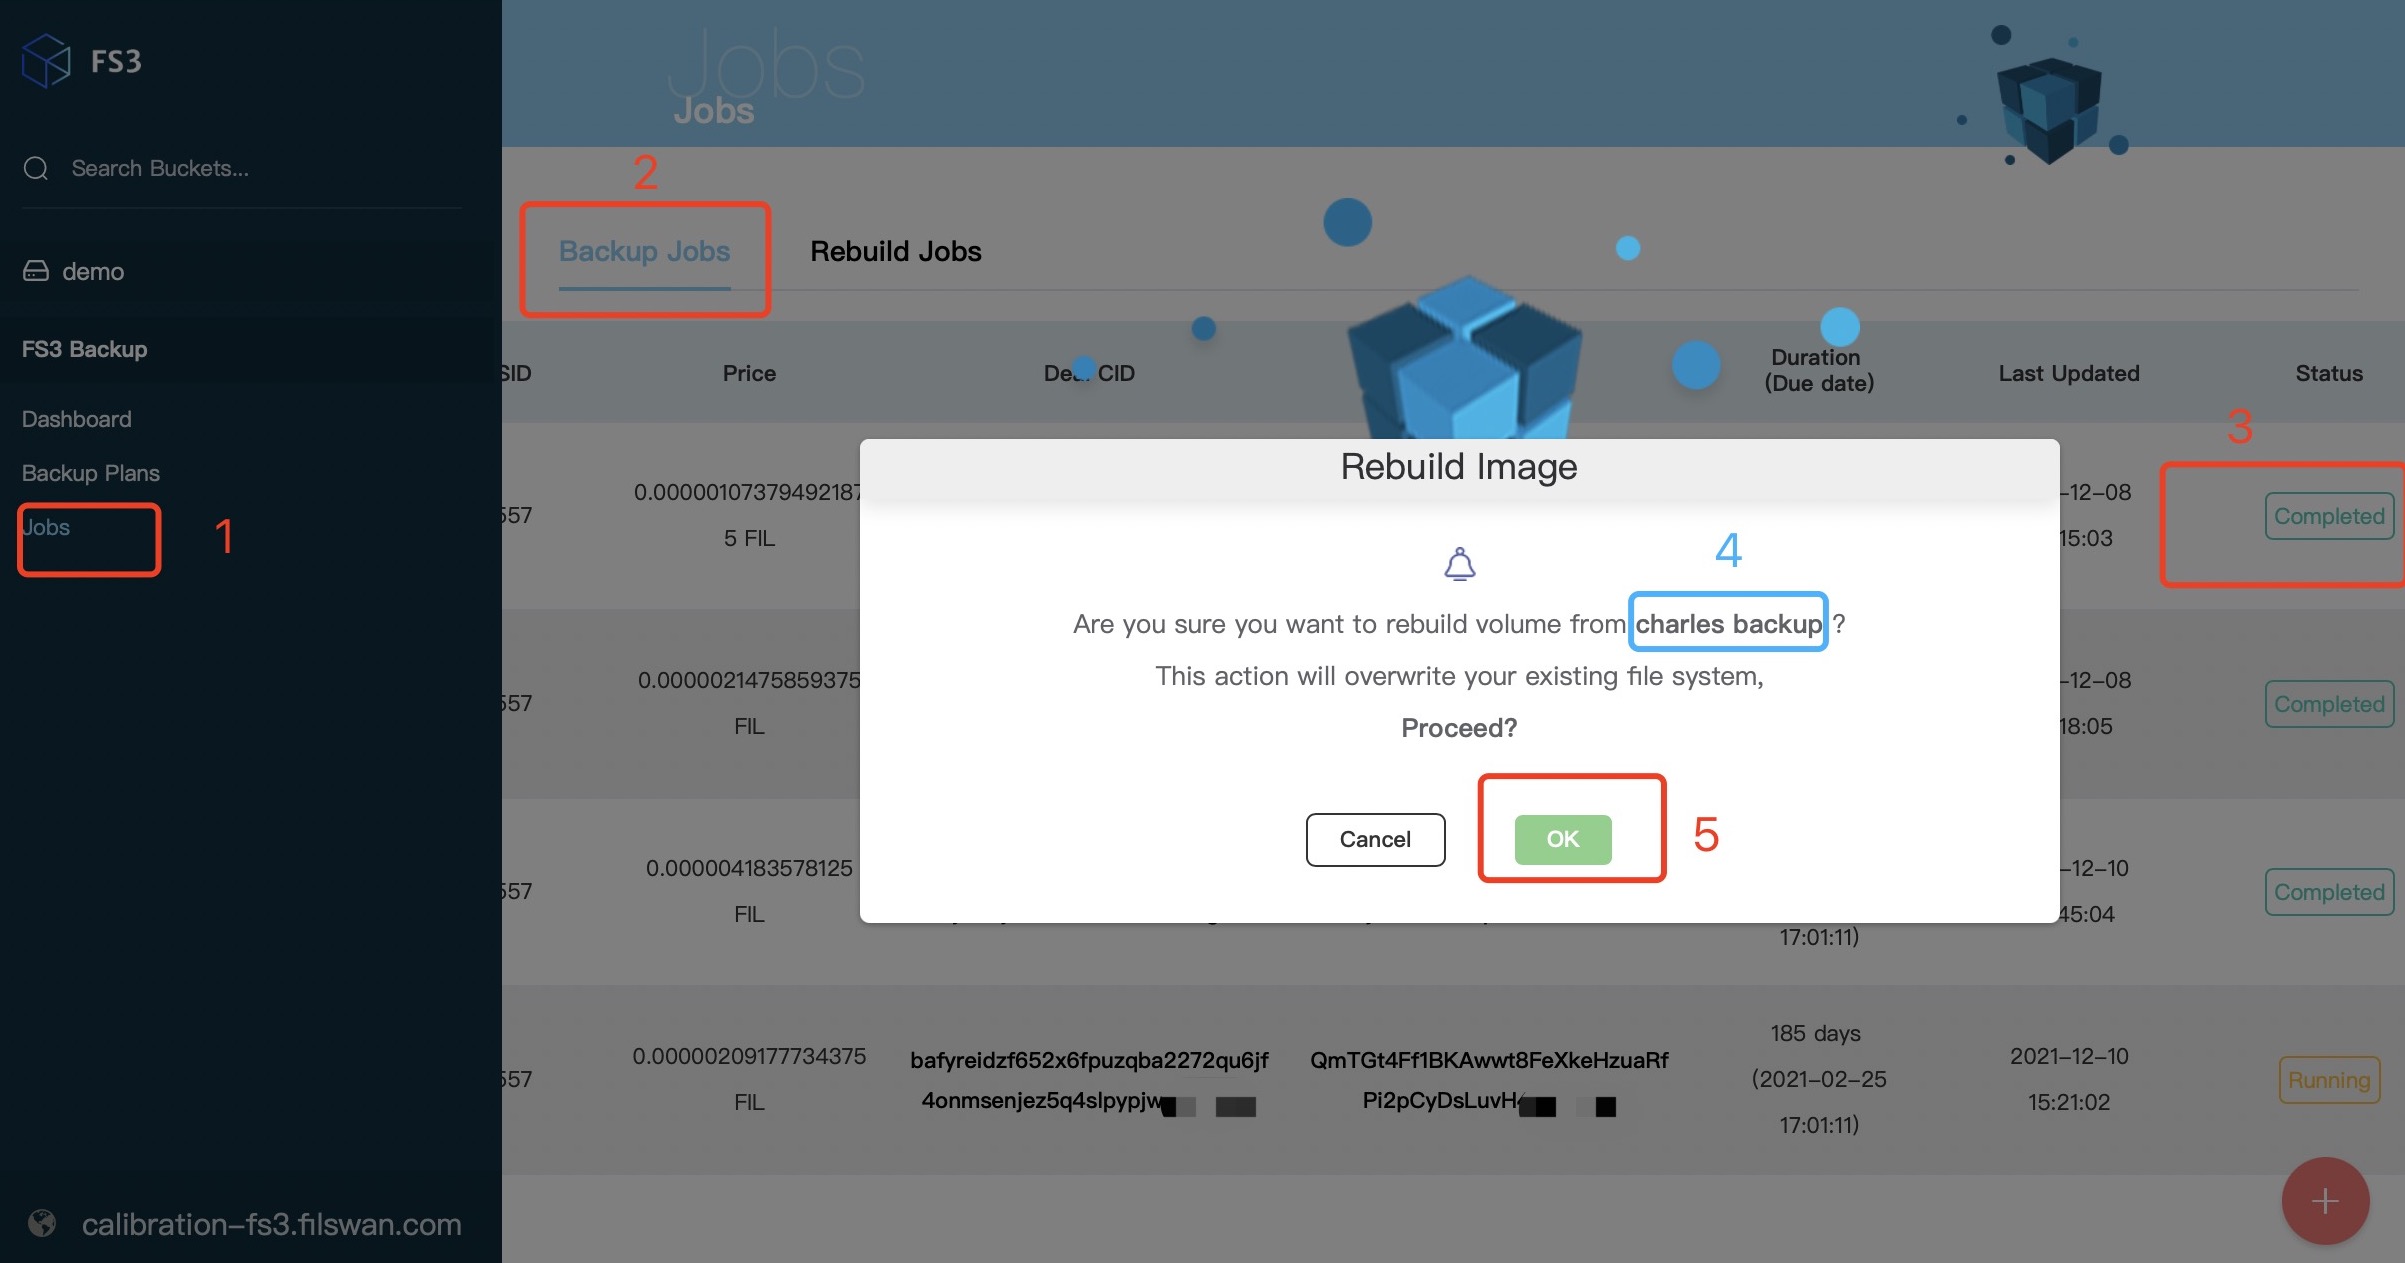 FS3
Search Buckets...
demo
FS3 Backup
Dashboard
Backup Plans
Jobs
1
calibration-fs3.filswan.com
Jobs
Jobs
2
Backup Jobs
Rebuild Jobs
SID
Price
CID
Duration
(Due date)
Last Updated
Status
3
557
0.00000107379492187
5 FIL
-12-08
15:03
Completed
557
0.0000021475859375
FIL
-12-08
18:05
Completed
557
0.000004183578125
FIL
17:01:11)
-12-10
45:04
Completed
Rebuild Image
4
Are you sure you want to rebuild volume from charles backup ?
This action will overwrite your existing file system,
Proceed?
Cancel
OK
5
557
0.00000209177734375
FIL
bafyreidzf652x6fpuzqba2272qu6jf
4onmsenjez5q4slpypjw
QmTGt4Ff1BKAwwt8FeXkeHzuaRf
Pi2pCyDsLuvH
185 days
(2021-02-25
17:01:11)
2021-12-10
15:21:02
Running
+